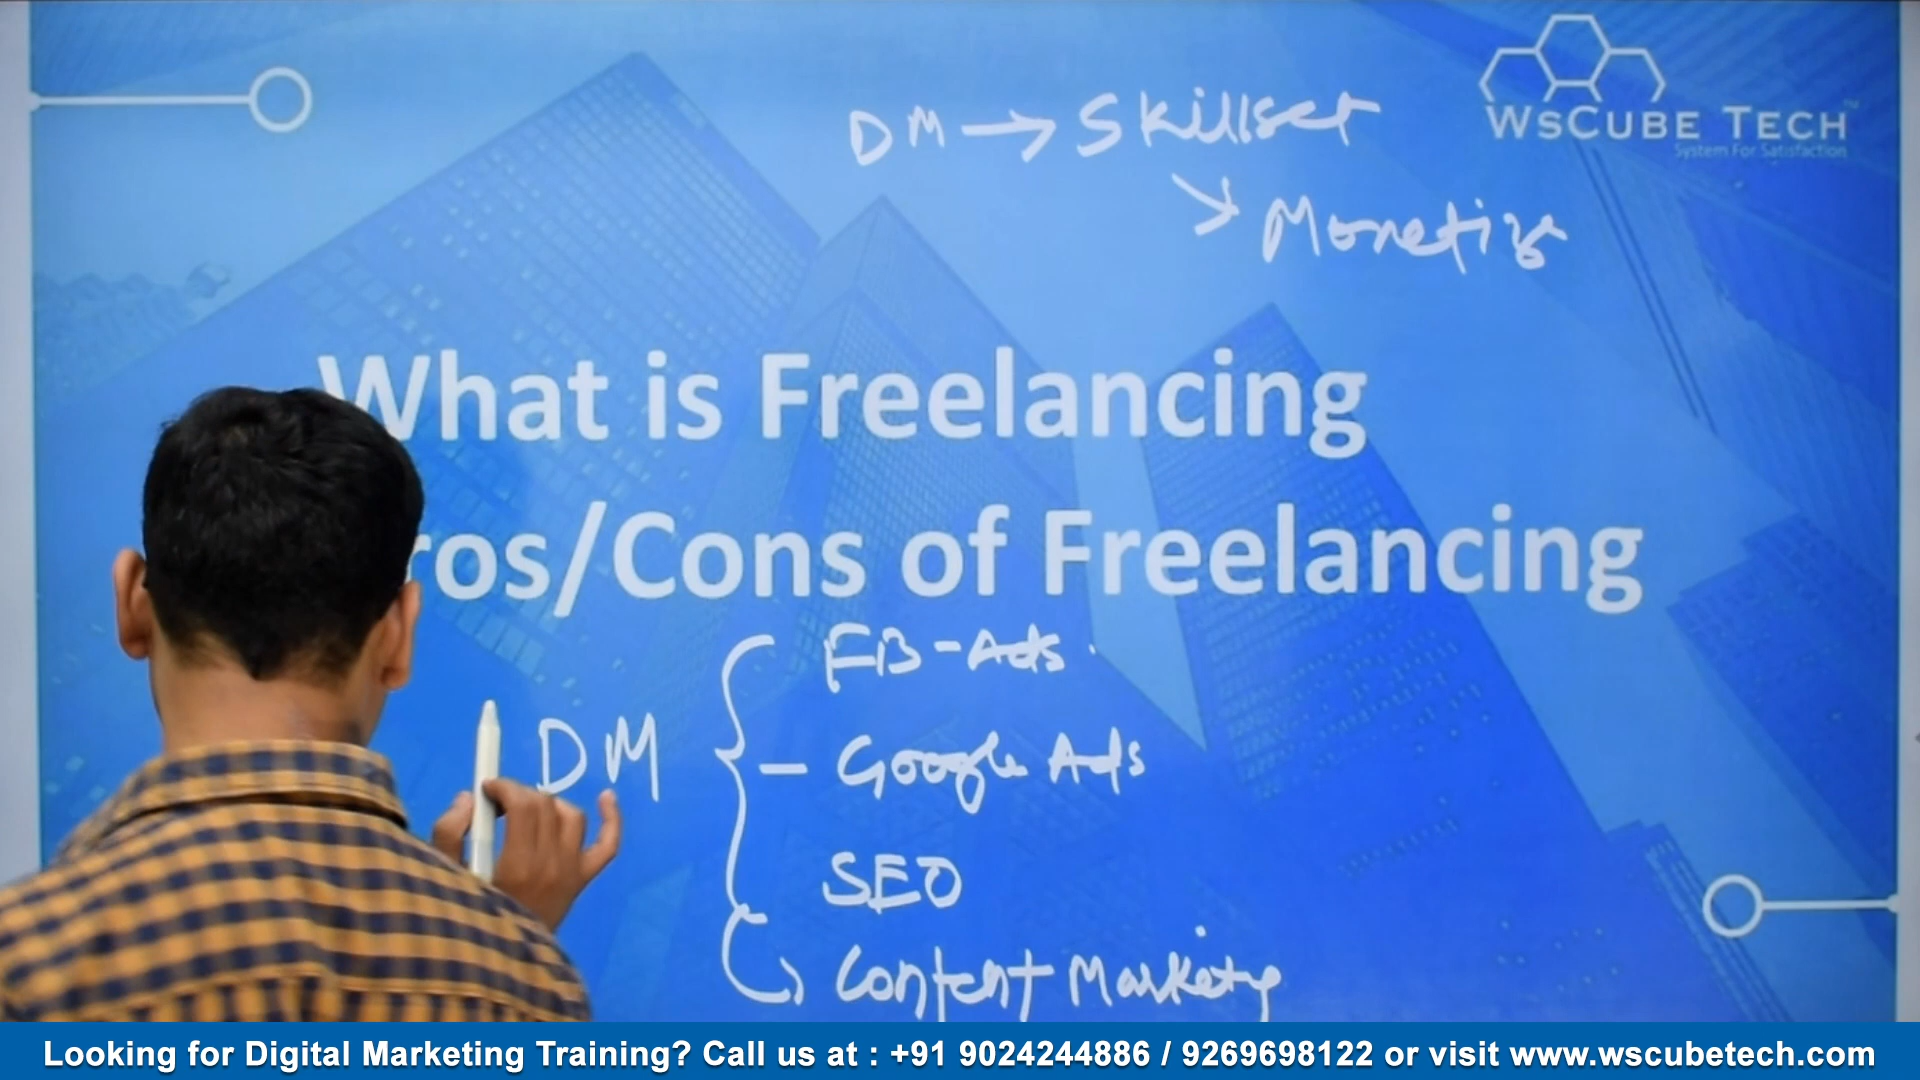 DM → Skillset
WsCube Tech
System For Satisfaction
↘ Monetize
What is Freelancing
ros/Cons of Freelancing
FB-Ads
DM
- Google Ads
SEO
Content Marketing
Looking for Digital Marketing Training? Call us at : +91 9024244886 / 9269698122 or visit www.wscubetech.com